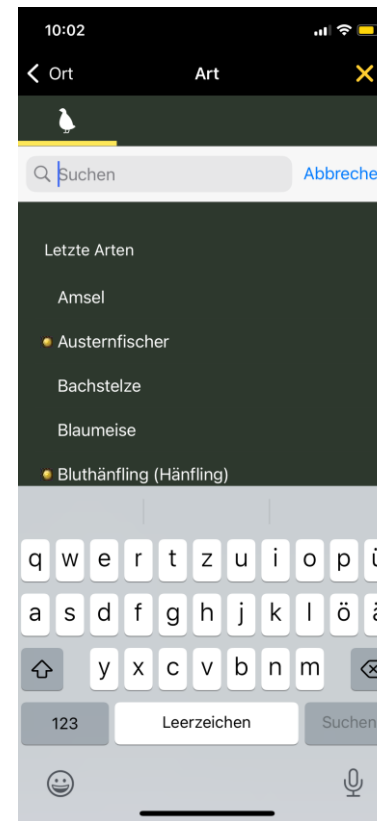 10:02
Ort Art
Suchen Abbreche
Letzte Arten
Amsel
Austernfischer
Bachstelze
Blaumeise
Bluthänfling (Hänfling)
q w e r t z u i o p ü
a s d f g h j k l ö ä
y x c v b n m
123 Leerzeichen Suchen